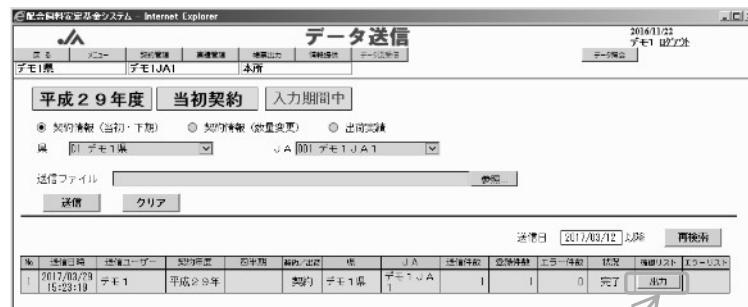 配合飼料安定基金システム - Internet Explorer
データ送信
2016/11/22
デモ1 ログアウト
戻る メニュー 契約管理 実績管理 帳票出力 情報提供 データ送受信 データ照会
デモ1県 デモ1JA1 本所
平成29年度 当初契約 入力期間中
契約情報(当初・下期) 契約情報(数量変更) 出荷実績
県 01 デモ1県 JA 001 デモ1JA1
送信ファイル 参照...
送信 クリア
送信日 2017/03/12 以降 再検索
No 送信日時 送信ユーザー 契約年度 四半期 契約/出荷 県 JA 送信件数 登録件数 エラー件数 状況 確認リスト エラーリスト
1 2017/03/29 15:23:19 デモ1 平成29年 契約 デモ1県 デモ1JA1 1 1 0 完了 出力